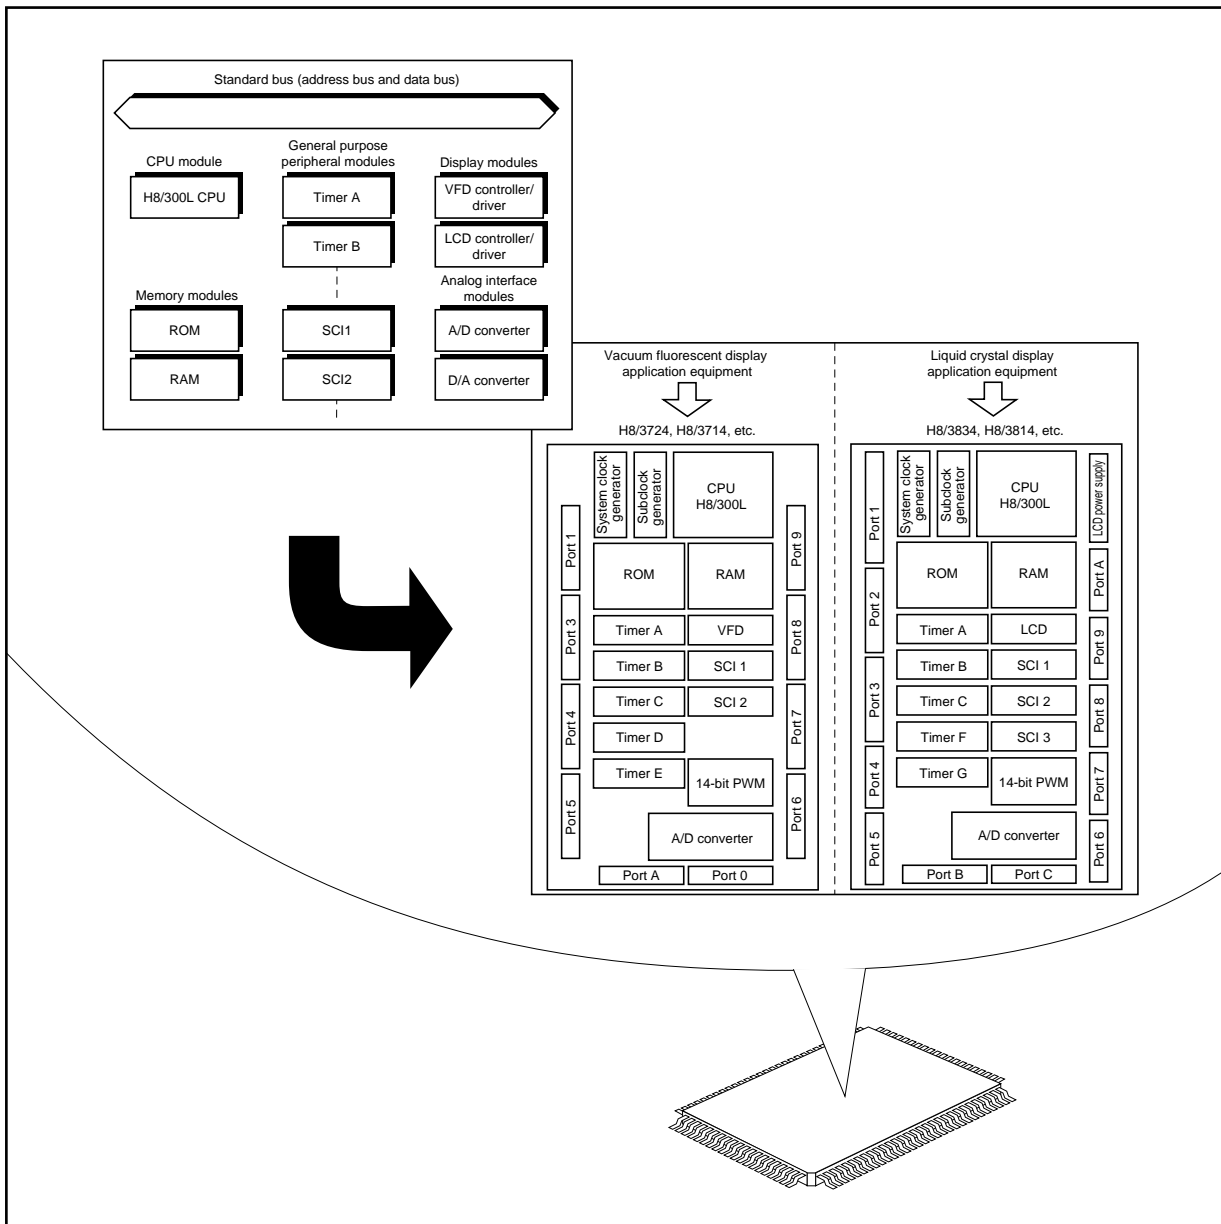 Standard bus (address bus and data bus)
CPU module
H8/300L CPU
General purpose
peripheral modules
Timer A
Timer B
Display modules
VFD controller/
driver
LCD controller/
driver
Memory modules
ROM
RAM
SCI1
SCI2
Analog interface
modules
A/D converter
D/A converter
Vacuum fluorescent display
application equipment
H8/3724, H8/3714, etc.
System clock
generator
Subclock
generator
CPU
H8/300L
Port 1
Port 3
Port 4
Port 5
ROM
RAM
Timer A
VFD
Timer B
SCI 1
Timer C
SCI 2
Timer D
Timer E
14-bit PWM
A/D converter
Port A
Port 0
Port 9
Port 8
Port 7
Port 6
Liquid crystal display
application equipment
H8/3834, H8/3814, etc.
System clock
generator
Subclock
generator
CPU
H8/300L
LCD power supply
Port 1
Port 2
Port 3
Port 4
Port 5
ROM
RAM
Timer A
LCD
Timer B
SCI 1
Timer C
SCI 2
Timer F
SCI 3
Timer G
14-bit PWM
A/D converter
Port B
Port C
Port A
Port 9
Port 8
Port 7
Port 6